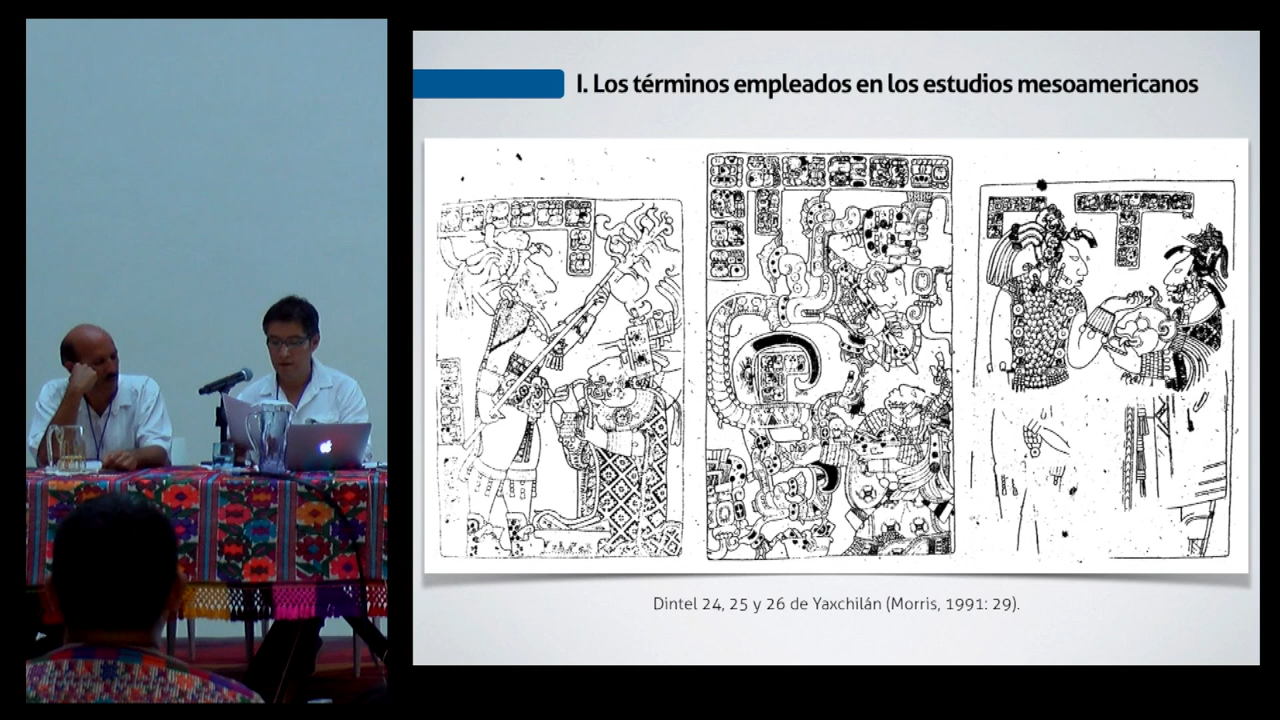 I. Los términos empleados en los estudios mesoamericanos
Dintel 24, 25 y 26 de Yaxchilán (Morris, 1991: 29).